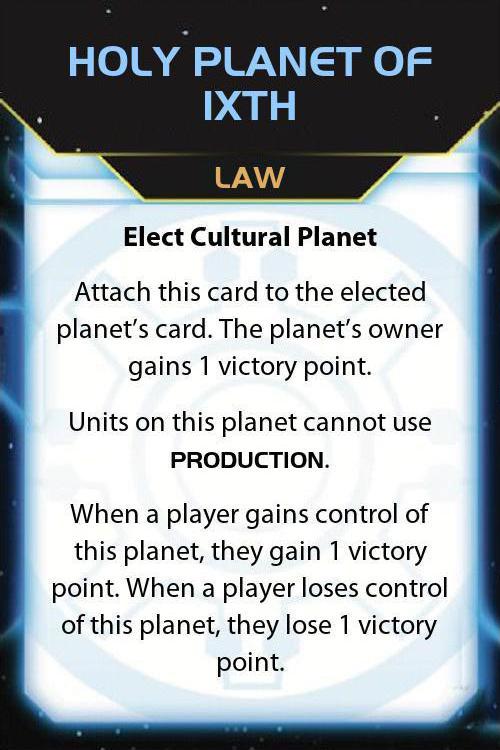 HOLY PLANET OF
IXTH
LAW
Elect Cultural Planet
Attach this card to the elected
planet’s card. The planet’s owner
gains 1 victory point.
Units on this planet cannot use
PRODUCTION.
When a player gains control of
this planet, they gain 1 victory
point. When a player loses control
of this planet, they lose 1 victory
point.